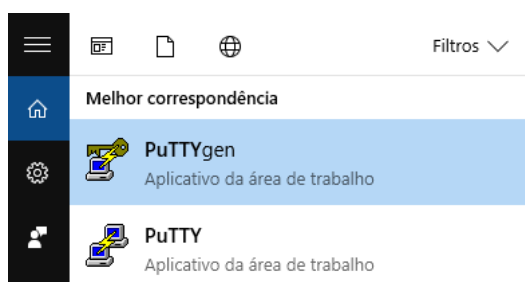 Filtros
Melhor correspondência
PuTTYgen
Aplicativo da área de trabalho
PuTTY
Aplicativo da área de trabalho